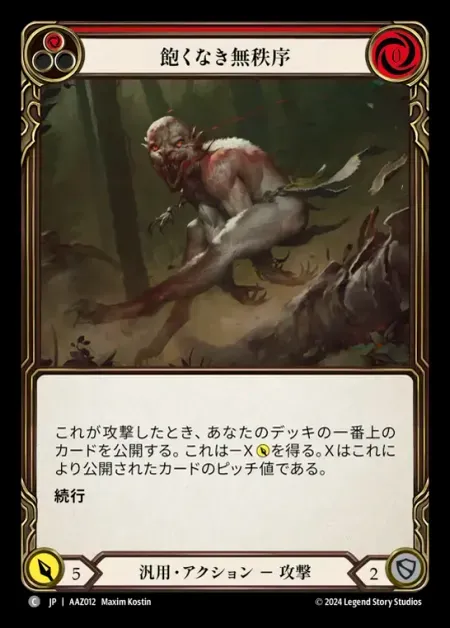 0
飽くなき無秩序
これが攻撃したとき、あなたのデッキの一番上の
カードを公開する。これは－Xを得る。Xはこれに
より公開されたカードのピッチ値である。
続行
5
汎用・アクション － 攻撃
2
C JP | AAZ012 Maxim Kostin
© 2024 Legend Story Studios